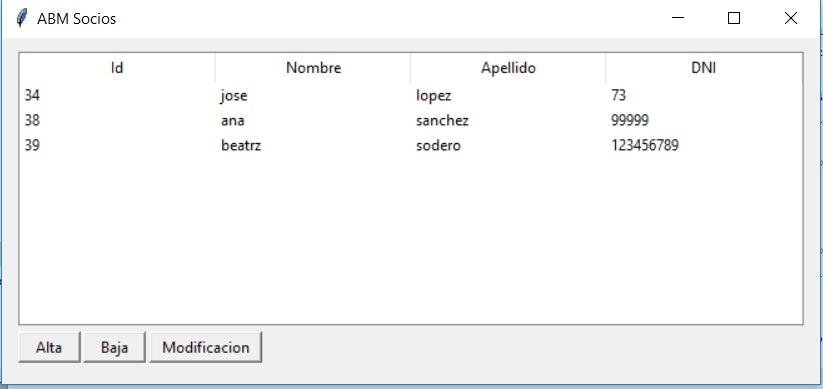 ABM Socios
Id Nombre Apellido DNI
34 jose lopez 73
38 ana sanchez 99999
39 beatrz sodero 123456789
Alta Baja Modificacion